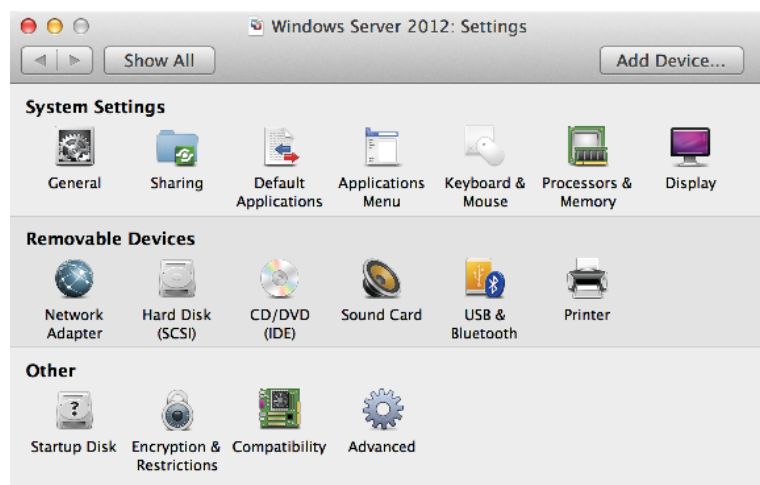 Windows Server 2012: Settings
Show All
Add Device...
System Settings
General
Sharing
Default
Applications
Applications
Menu
Keyboard &
Mouse
Processors &
Memory
Display
Removable Devices
Network
Adapter
Hard Disk
(SCSI)
CD/DVD
(IDE)
Sound Card
USB &
Bluetooth
Printer
Other
?
Startup Disk
Encryption &
Restrictions
Compatibility
Advanced